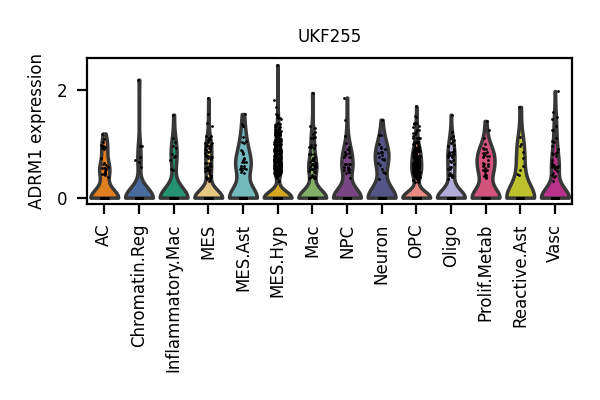 UKF255
ADRM1 expression
2
0
AC
Chromatin.Reg
Inflammatory.Mac
MES
MES.Ast
MES.Hyp
Mac
NPC
Neuron
OPC
Oligo
Prolif.Metab
Reactive.Ast
Vasc